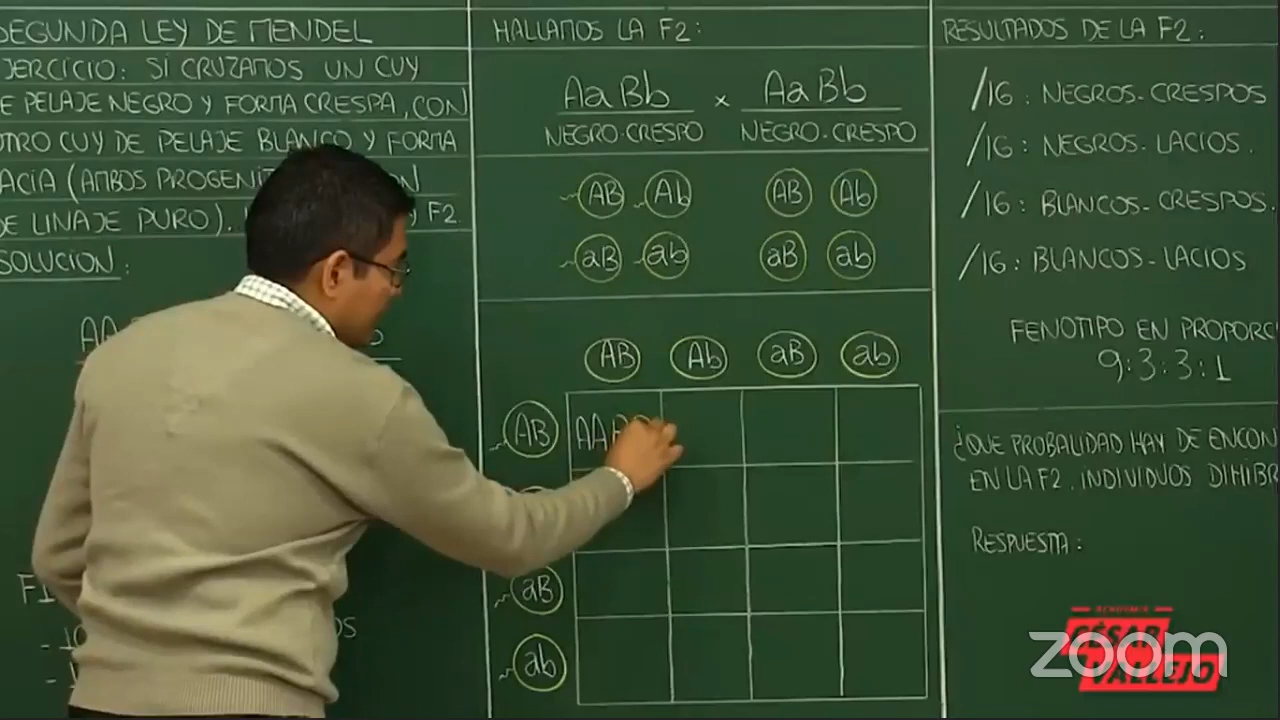 SEGUNDA LEY DE MENDEL
EJERCICIO: SÍ CRUZAMOS UN CUY
DE PELAJE NEGRO Y FORMA CRESPA, CON
OTRO CUY DE PELAJE BLANCO Y FORMA
LACIA (AMBOS
DE LINAJE PURO). Y F2.
SOLUCION:
AA
HALLAMOS LA F2:
AaBb x AaBb
NEGRO-CRESPO NEGRO-CRESPO
AB Ab AB Ab
aB ab aB ab
AB Ab aB ab
AB AAB
aB
ab
RESULTADOS DE LA F2:
/16: NEGROS-CRESPOS
/16: NEGROS-LACIOS.
/16: BLANCOS-CRESPOS.
/16: BLANCOS-LACIOS
FENOTIPO EN PROPORC
9:3:3:1
¿QUE PROBALIDAD HAY DE ENCON
EN LA F2, INDIVIDUOS DIHIBR
RESPUESTA:
ACADEMIA
CÉSAR
VALLEJO
zoom